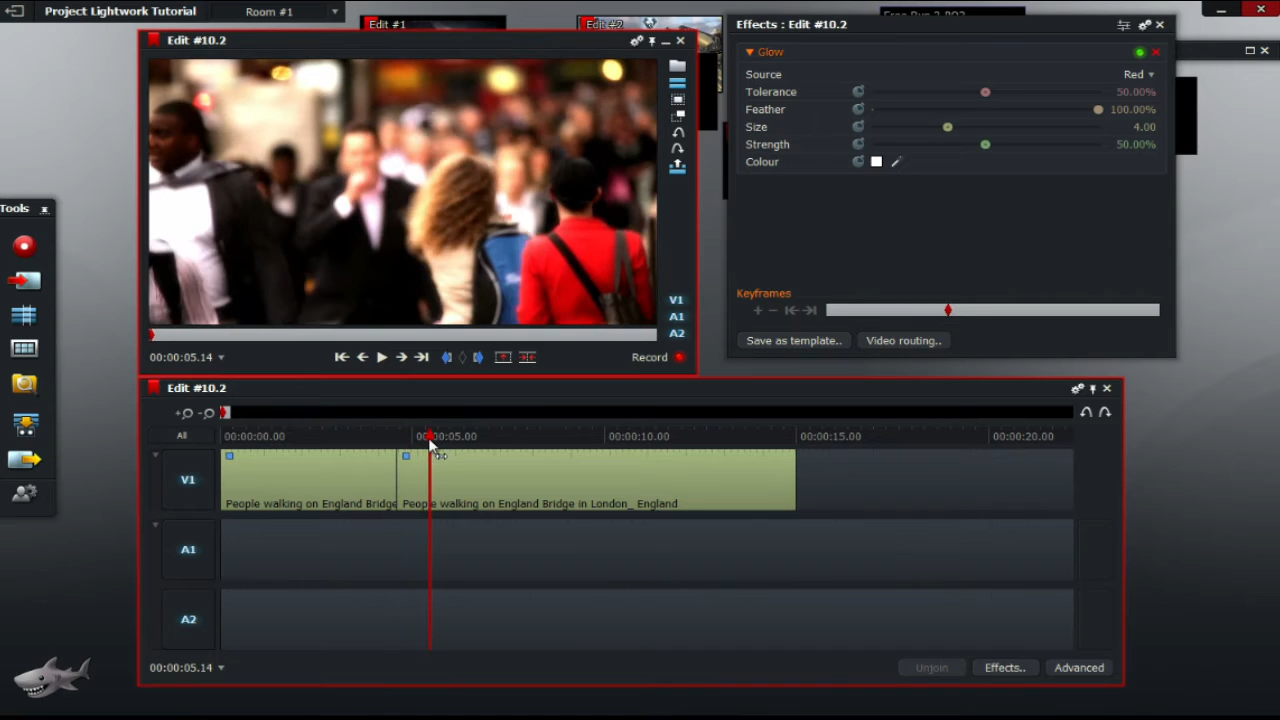 Project Lightwork Tutorial
Room #1
Edit #1
Edit #2
Edit #10.2
V1
A1
A2
00:00:05.14
Record
Effects : Edit #10.2
Glow
Source
Red
Tolerance
50.00%
Feather
100.00%
Size
4.00
Strength
50.00%
Colour
Keyframes
Save as template..
Video routing..
Tools
Edit #10.2
All
00:00:00.00
00:00:05.00
00:00:10.00
00:00:15.00
00:00:20.00
V1
People walking on England Bridge
People walking on England Bridge in London_ England
A1
A2
00:00:05.14
Unjoin
Effects..
Advanced